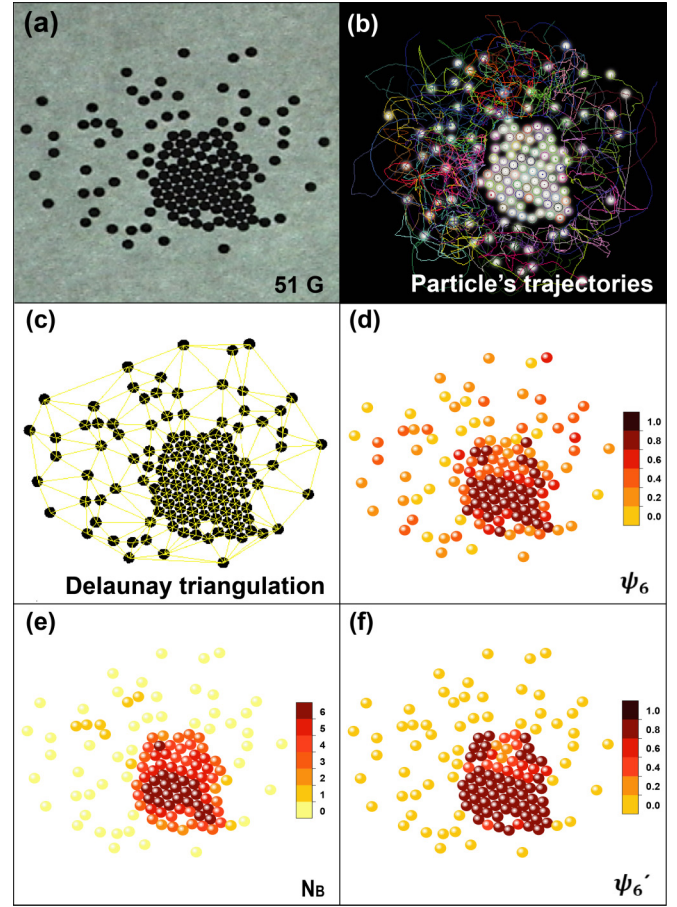 (a)
51 G
(b)
Particle's trajectories
(c)
Delaunay triangulation
(d)
1.0
0.8
0.6
0.4
0.2
0.0
ψ₆
(e)
6
5
4
3
2
1
0
N_B
(f)
1.0
0.8
0.6
0.4
0.2
0.0
ψ₆´